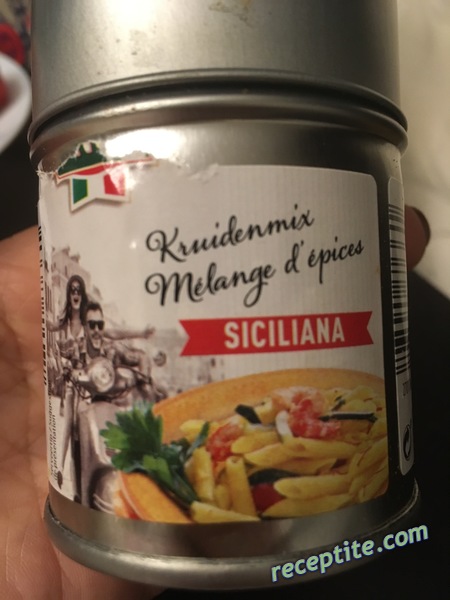 Kruidenmix
Mélange d'épices
SICILIANA
receptite.com